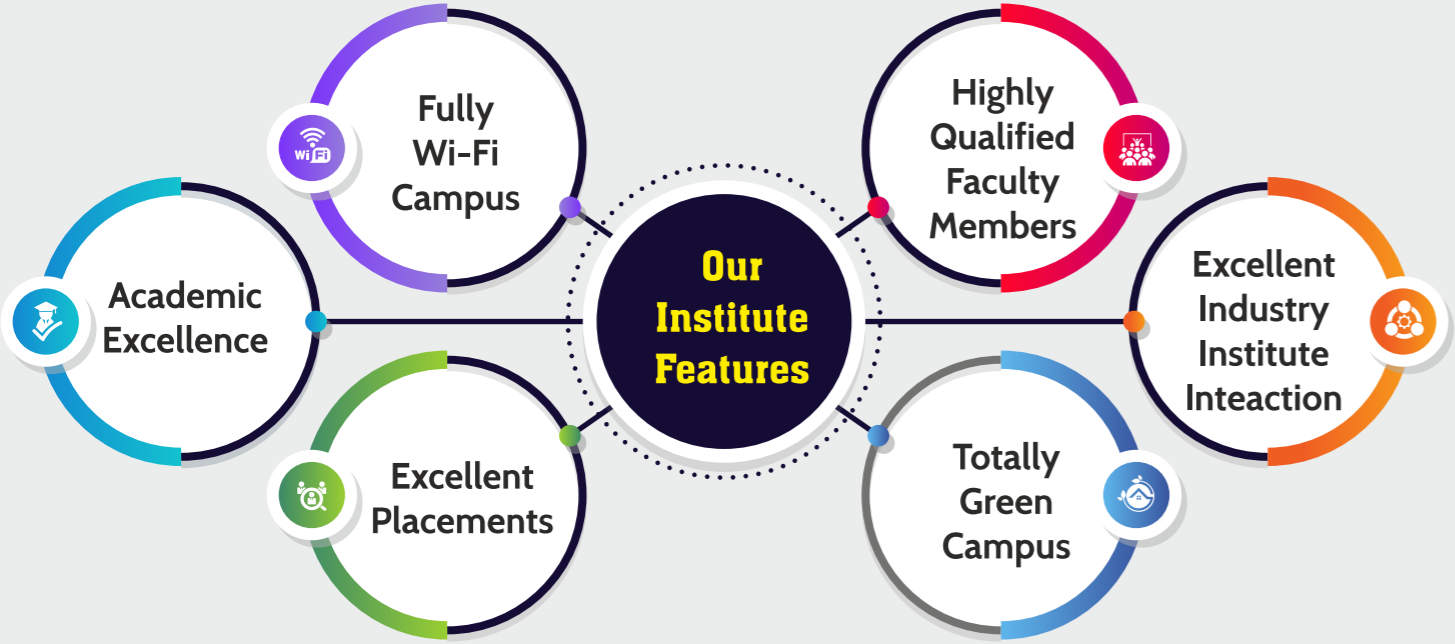 Fully
Wi-Fi
Campus
WiFi
Highly
Qualified
Faculty
Members
Academic
Excellence
Our
Institute
Features
Excellent
Industry
Institute
Inteaction
Excellent
Placements
Totally
Green
Campus